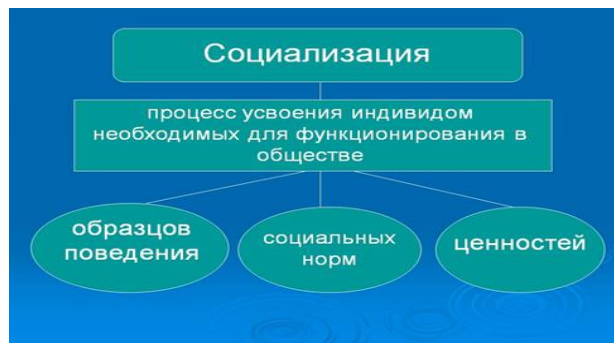 Социализация
процесс усвоения индивидом
необходимых для функционирования в
обществе
образцов
поведения
социальных
норм
ценностей